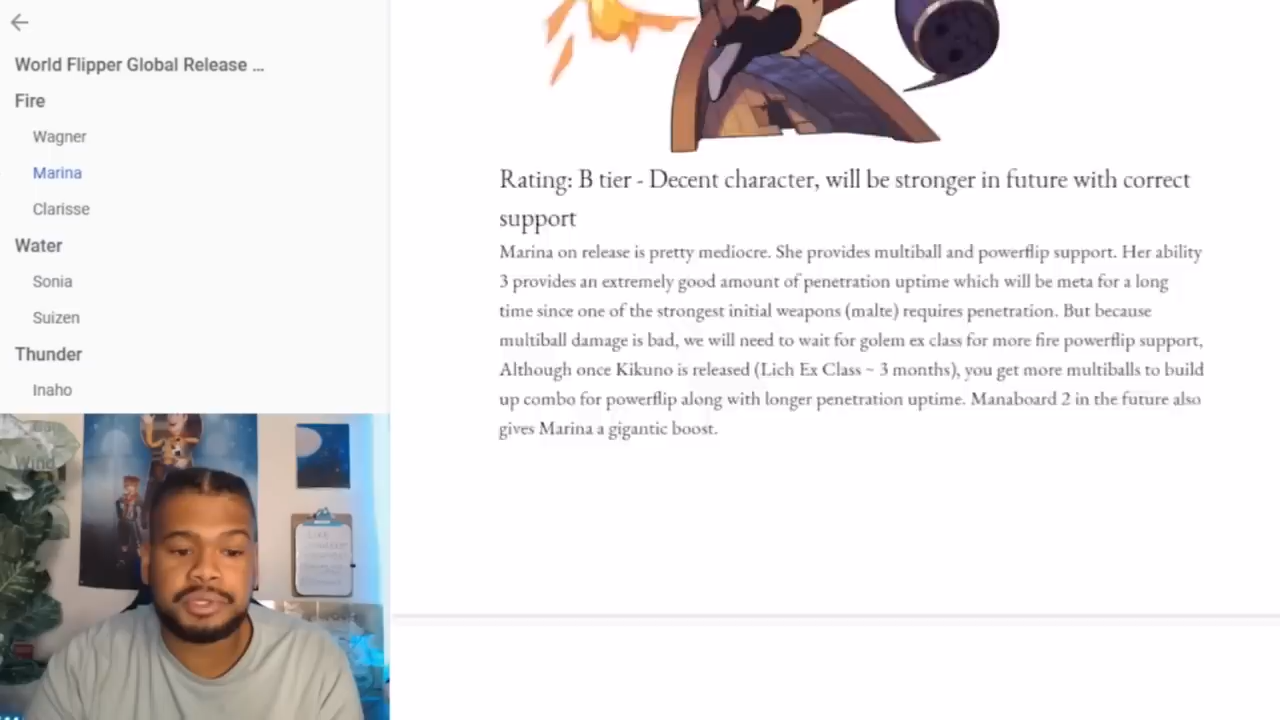 World Flipper Global Release ...
Fire
Wagner
Marina
Clarisse
Water
Sonia
Suizen
Thunder
Inaho
Wind
Rating: B tier - Decent character, will be stronger in future with correct
support
Marina on release is pretty mediocre. She provides multiball and powerflip support. Her ability
3 provides an extremely good amount of penetration uptime which will be meta for a long
time since one of the strongest initial weapons (malte) requires penetration. But because
multiball damage is bad, we will need to wait for golem ex class for more fire powerflip support,
Although once Kikuno is released (Lich Ex Class ~ 3 months), you get more multiballs to build
up combo for powerflip along with longer penetration uptime. Manaboard 2 in the future also
gives Marina a gigantic boost.